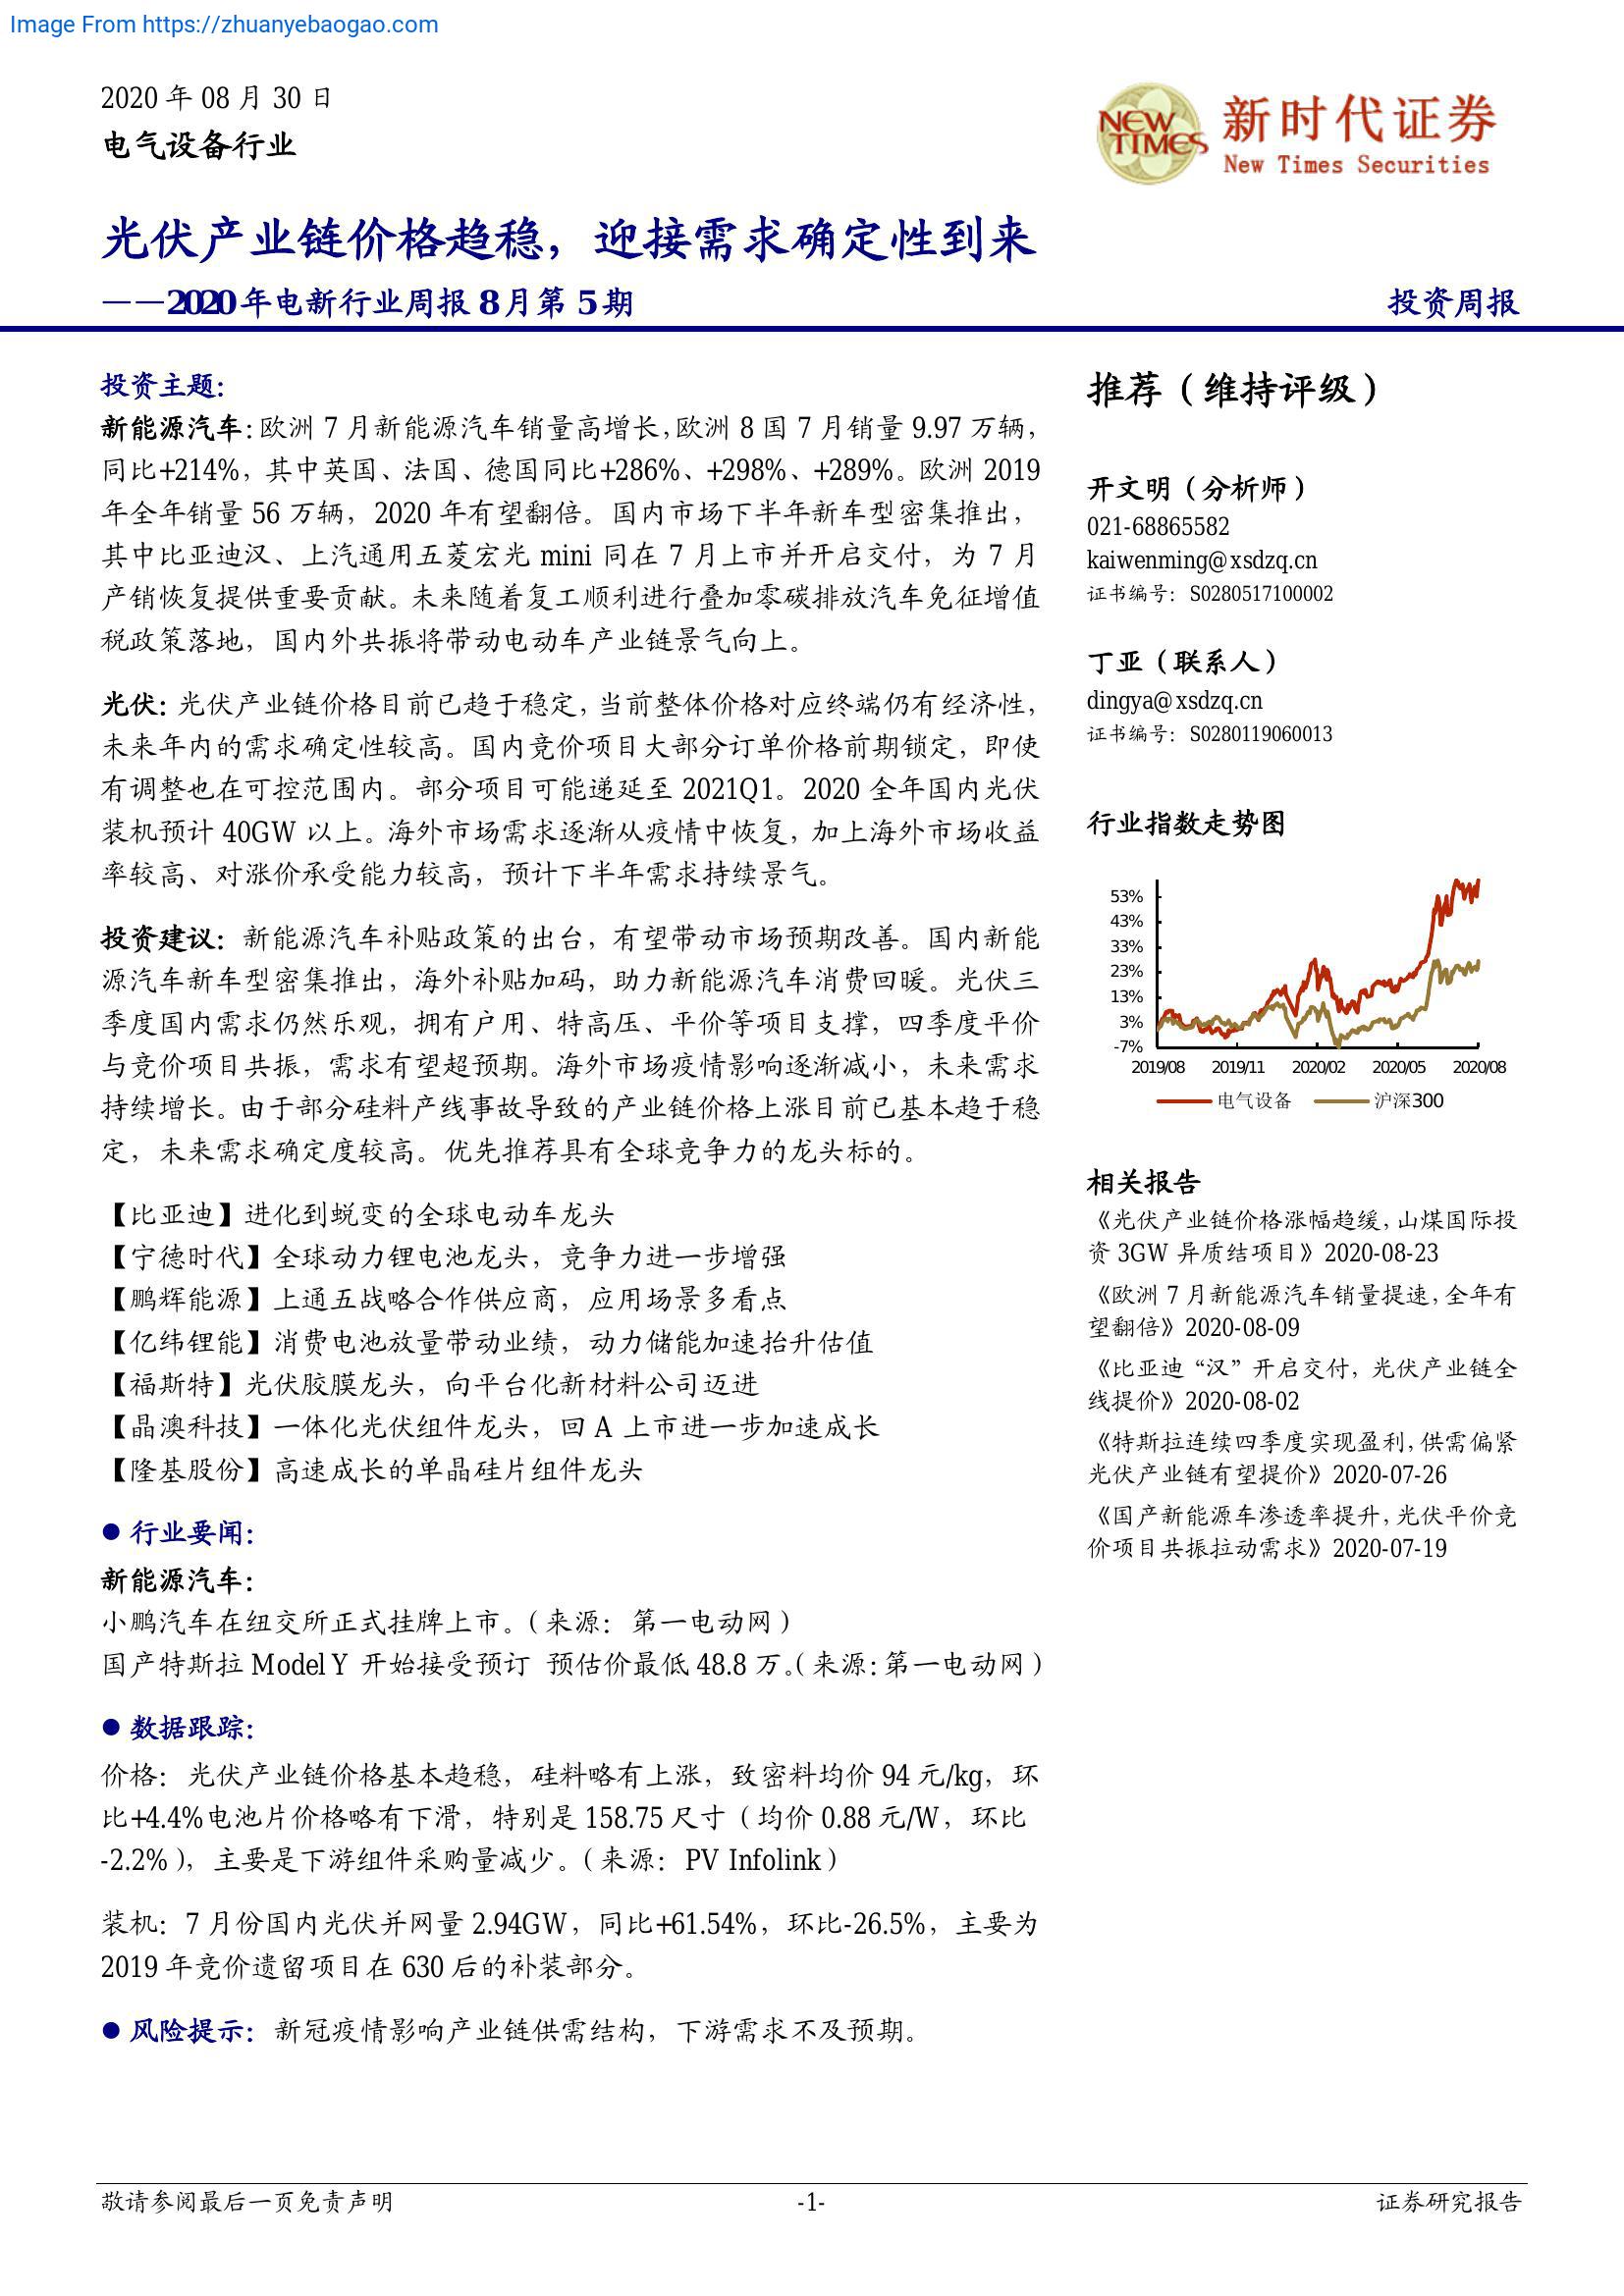 Image From https://zhuanyebaogao.com
2020 年 08 月 30 日
电气设备行业
NEW TIMES
新时代证券
New Times Securities
光伏产业链价格趋稳，迎接需求确定性到来
——2020年电新行业周报 8月第 5期
投资周报
投资主题：
新能源汽车：欧洲 7 月新能源汽车销量高增长，欧洲 8 国 7 月销量 9.97 万辆，
同比+214%，其中英国、法国、德国同比+286%、+298%、+289%。欧洲 2019
年全年销量 56 万辆，2020 年有望翻倍。国内市场下半年新车型密集推出，
其中比亚迪汉、上汽通用五菱宏光 mini 同在 7 月上市并开启交付，为 7 月
产销恢复提供重要贡献。未来随着复工顺利进行叠加零碳排放汽车免征增值
税政策落地，国内外共振将带动电动车产业链景气向上。
光伏：光伏产业链价格目前已趋于稳定，当前整体价格对应终端仍有经济性，
未来年内的需求确定性较高。国内竞价项目大部分订单价格前期锁定，即使
有调整也在可控范围内。部分项目可能递延至 2021Q1。2020 全年国内光伏
装机预计 40GW 以上。海外市场需求逐渐从疫情中恢复，加上海外市场收益
率较高、对涨价承受能力较高，预计下半年需求持续景气。
投资建议：新能源汽车补贴政策的出台，有望带动市场预期改善。国内新能
源汽车新车型密集推出，海外补贴加码，助力新能源汽车消费回暖。光伏三
季度国内需求仍然乐观，拥有户用、特高压、平价等项目支撑，四季度平价
与竞价项目共振，需求有望超预期。海外市场疫情影响逐渐减小，未来需求
持续增长。由于部分硅料产线事故导致的产业链价格上涨目前已基本趋于稳
定，未来需求确定度较高。优先推荐具有全球竞争力的龙头标的。
【比亚迪】进化到蜕变的全球电动车龙头
【宁德时代】全球动力锂电池龙头，竞争力进一步增强
【鹏辉能源】上通五战略合作供应商，应用场景多看点
【亿纬锂能】消费电池放量带动业绩，动力储能加速抬升估值
【福斯特】光伏胶膜龙头，向平台化新材料公司迈进
【晶澳科技】一体化光伏组件龙头，回 A 上市进一步加速成长
【隆基股份】高速成长的单晶硅片组件龙头
● 行业要闻：
新能源汽车：
小鹏汽车在纽交所正式挂牌上市。（来源：第一电动网）
国产特斯拉 Model Y 开始接受预订 预估价最低 48.8 万。（来源：第一电动网）
● 数据跟踪：
价格：光伏产业链价格基本趋稳，硅料略有上涨，致密料均价 94 元/kg，环
比+4.4%电池片价格略有下滑，特别是 158.75 尺寸（均价 0.88 元/W，环比
-2.2%），主要是下游组件采购量减少。（来源：PV Infolink）
装机：7 月份国内光伏并网量 2.94GW，同比+61.54%，环比-26.5%，主要为
2019 年竞价遗留项目在 630 后的补装部分。
● 风险提示：新冠疫情影响产业链供需结构，下游需求不及预期。
推荐（维持评级）
开文明（分析师）
021-68865582
kaiwenming@xsdzq.cn
证书编号：S0280517100002
丁亚（联系人）
dingya@xsdzq.cn
证书编号：S0280119060013
行业指数走势图
53%
43%
33%
23%
13%
3%
-7%
2019/08 2019/11 2020/02 2020/05 2020/08
电气设备 沪深300
相关报告
《光伏产业链价格涨幅趋缓，山煤国际投
资 3GW 异质结项目》2020-08-23
《欧洲 7 月新能源汽车销量提速，全年有
望翻倍》2020-08-09
《比亚迪“汉”开启交付，光伏产业链全
线提价》2020-08-02
《特斯拉连续四季度实现盈利，供需偏紧
光伏产业链有望提价》2020-07-26
《国产新能源车渗透率提升，光伏平价竞
价项目共振拉动需求》2020-07-19
敬请参阅最后一页免责声明
-1-
证券研究报告